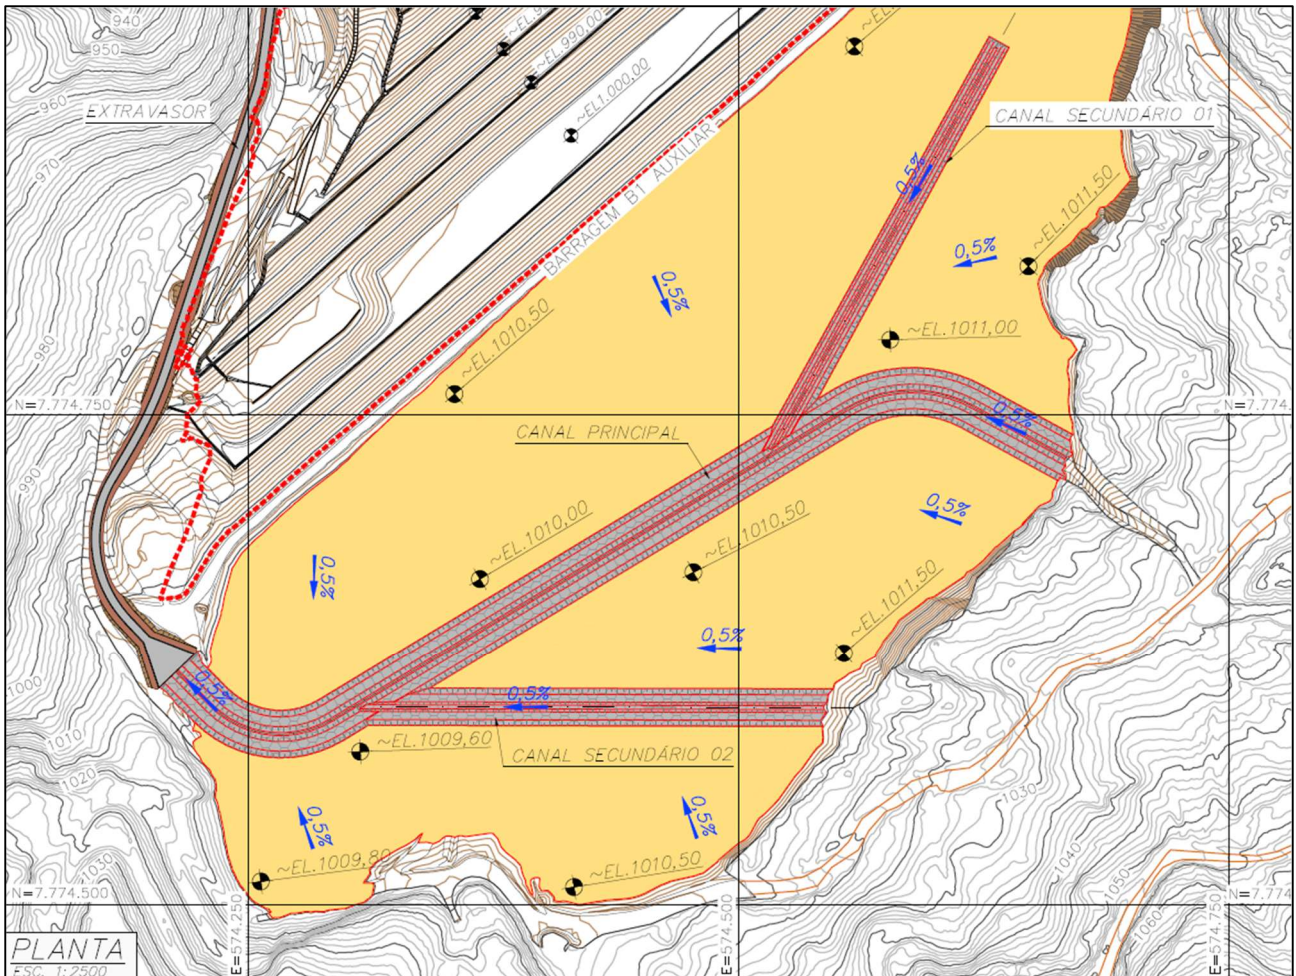 940
950
960
970
980
990
1000
1010
1020
1030
EXTRAVASOR
~EL.990,00
~EL1.000,00
BARRAGEM B1 AUXILIAR
CANAL SECUNDÁRIO 01
0,5%
~EL.1011,50
0,5%
0,5%
~EL.1010,50
~EL.1011,00
N=7.774.750
N=7.774
0,5%
CANAL PRINCIPAL
0,5%
~EL.1010,00
~EL.1010,50
0,5%
~EL.1011,50
0,5%
0,5%
0,5%
~EL.1009,60
CANAL SECUNDÁRIO 02
1030
0,5%
0,5%
~EL.1009,80
~EL.1010,50
1040
1050
1060
N=7.774.500
N=7.774
E=574.250
E=574.500
E=574.750
PLANTA
ESC. 1:2500